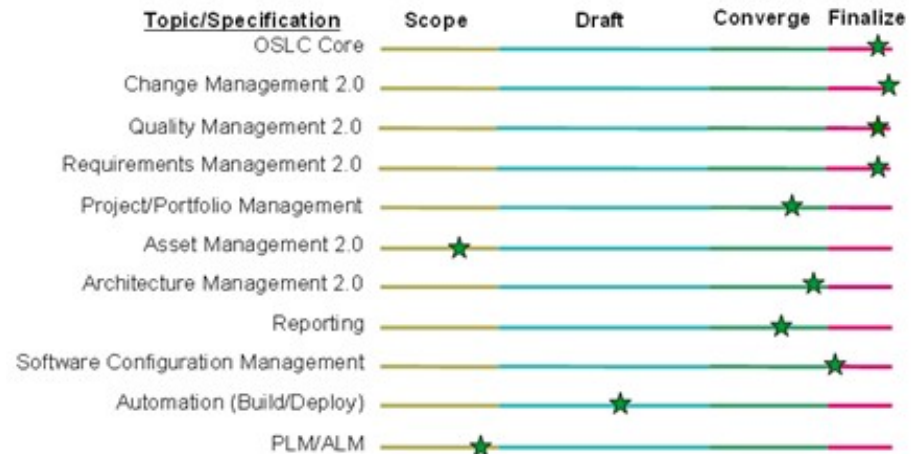 Topic/Specification Scope Draft Converge Finalize
OSLC Core
Change Management 2.0
Quality Management 2.0
Requirements Management 2.0
Project/Portfolio Management
Asset Management 2.0
Architecture Management 2.0
Reporting
Software Configuration Management
Automation (Build/Deploy)
PLM/ALM